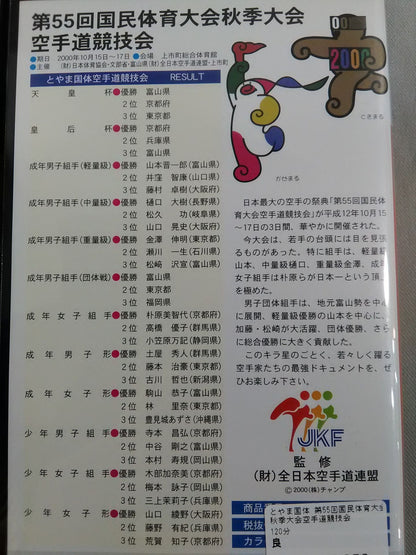 第55回国民体育大会秋季大会
空手道競技会
●期日 2000年10月15日～17日 ●会場 上市町総合体育館
●主催 (財)日本体育協会・文部省・富山県(財)全日本空手道連盟・上市町
とやま国体空手道競技会 RESULT
天皇杯●優勝 富山県
2位 京都府
3位 東京都
皇后杯●優勝 京都府
2位 兵庫県
3位 富山県
成年男子組手(軽量級)●優勝 山本晋一郎(富山県)
2位 井窪 智康(山口県)
3位 藤村 卓樹(大阪府)
成年男子組手(中量級)●優勝 樋口 大樹(長野県)
2位 松久 功(岐阜県)
3位 山口 晃史(大阪府)
成年男子組手(重量級)●優勝 金澤 伸明(東京都)
2位 瀬川 一生(石川県)
3位 松崎 沢宣(富山県)
成年男子組手(団体戦)●優勝 富山県
2位 東京都
3位 福岡県
成年女子組手●優勝 朴原美智代(京都府)
2位 高橋 優子(群馬県)
3位 小笠原万記(静岡県)
成年男子形●優勝 土屋 秀人(群馬県)
2位 藤本 治棄(東京都)
3位 古川 哲也(新潟県)
成年女子形●優勝 駒山 恭子(富山県)
2位 林 里奈(東京都)
3位 豊見城あずさ(沖縄県)
少年男子組手●優勝 寺本 昌弘(京都府)
2位 中谷 剛之(富山県)
3位 本村 寿規(岡山県)
少年女子組手●優勝 木部加奈美(京都府)
2位 梅本 詠子(岡山県)
3位 三上茉莉子(兵庫県)
少年女子形●優勝 山口 綾野(大阪府)
2位 藤野 有紀(兵庫県)
3位 荒賀 知子(京都府)
2000
ときまる
かぜまる
日本最大の空手の祭典「第55回国民体
育大会空手道競技会」が平成12年10月15
～17日の3日間、華やかに開催された。
今大会は、若手の台頭には目を見張
るものがあった。特に組手は、軽量級
山本、中量級樋口、重量級金澤、成年
女子組手は朴原らが日本一という頂点
を極めた。
男子団体組手は、地元富山勢を中心
に展開、軽量級優勝の山本を中心に、
加藤・松崎が大活躍、団体優勝、さら
に総合優勝に大きく貢献した。
このキラ星のごとく、若々しく躍る
空手家たちの最強ドキュメントを、ぜ
ひお楽しみ下さい。
JKF
監修
(財)全日本空手道連盟
©2000(株)チャンプ
商品
税抜
カラ
とやま国体 第55回国民体育大会
秋季大会空手道競技会
120分
良